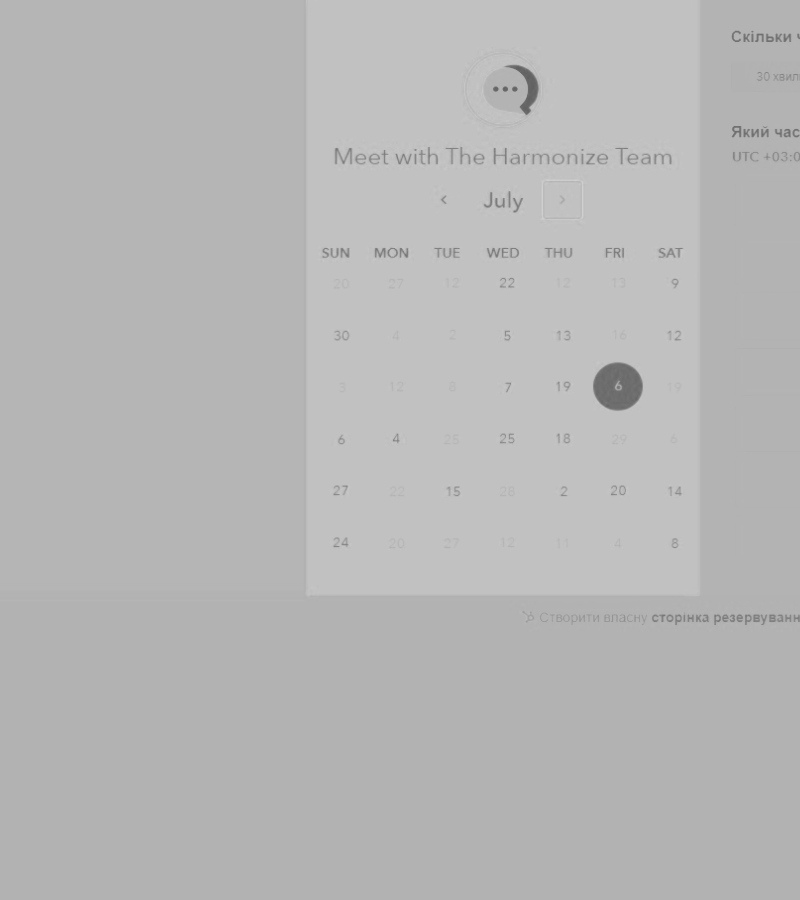 Meet with The Harmonize Team
July
SUN MON TUE WED THU FRI SAT
20 27 12 22 12 13 9
30 4 2 5 13 16 12
3 12 8 7 19 6 19
6 4 25 25 18 29 6
27 22 15 28 2 20 14
24 20 27 12 11 4 8
Скільки
30 хвил
Який час
UTC +03:0
Створити власну сторінка резервуванн